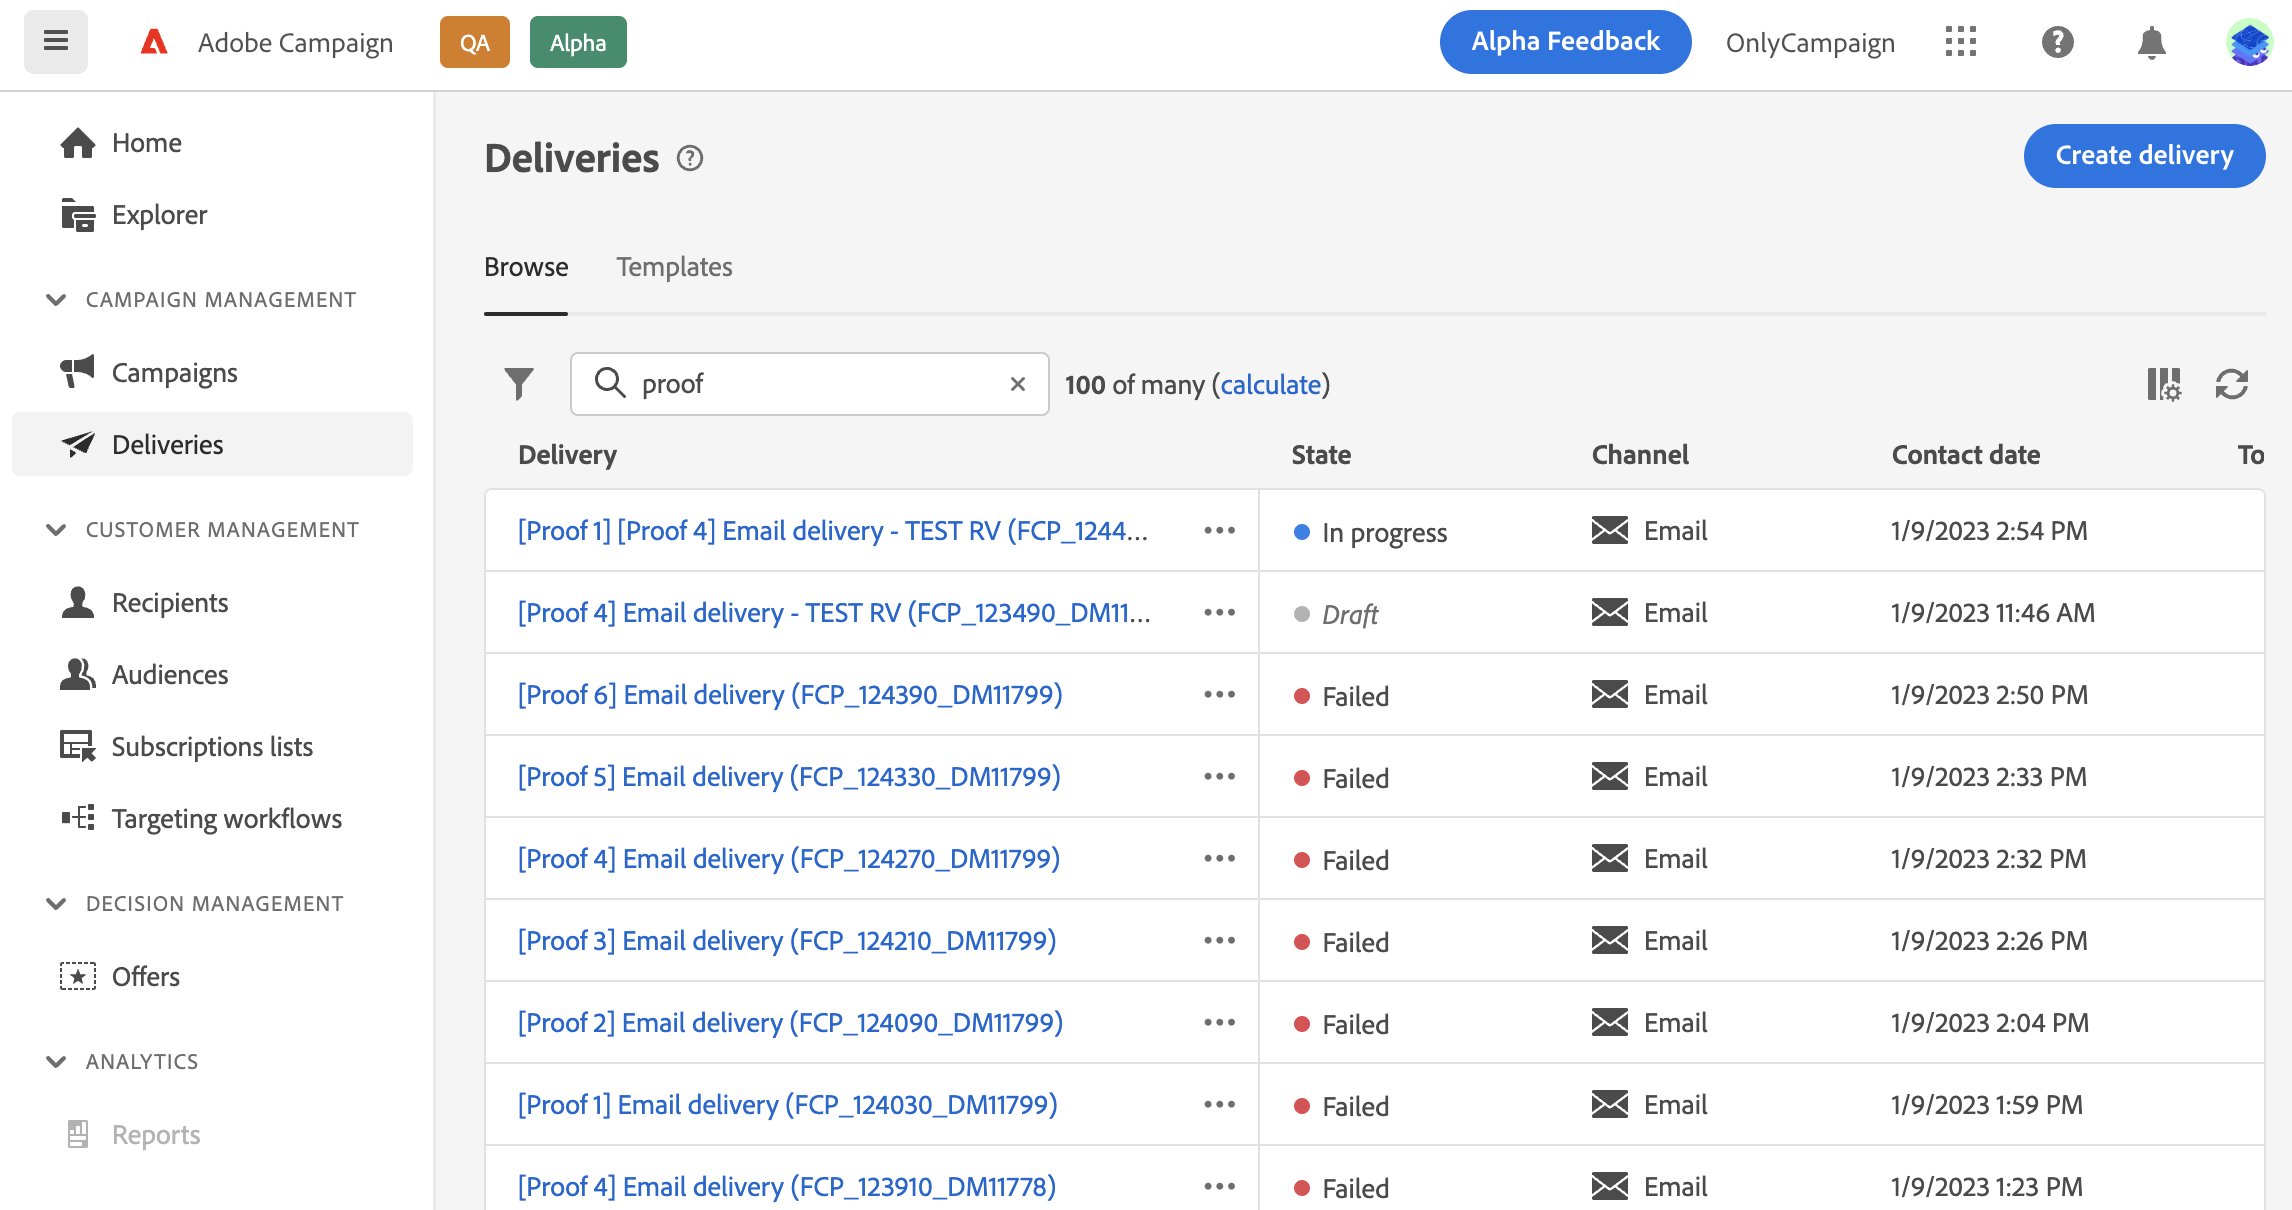 Adobe Campaign QA Alpha Alpha Feedback OnlyCampaign
Home
Explorer
CAMPAIGN MANAGEMENT
Campaigns
Deliveries
CUSTOMER MANAGEMENT
Recipients
Audiences
Subscriptions lists
Targeting workflows
DECISION MANAGEMENT
Offers
ANALYTICS
Reports
Deliveries
Create delivery
Browse Templates
proof 100 of many (calculate)
Delivery State Channel Contact date To
[Proof 1] [Proof 4] Email delivery - TEST RV (FCP_1244... In progress Email 1/9/2023 2:54 PM
[Proof 4] Email delivery - TEST RV (FCP_123490_DM11... Draft Email 1/9/2023 11:46 AM
[Proof 6] Email delivery (FCP_124390_DM11799) Failed Email 1/9/2023 2:50 PM
[Proof 5] Email delivery (FCP_124330_DM11799) Failed Email 1/9/2023 2:33 PM
[Proof 4] Email delivery (FCP_124270_DM11799) Failed Email 1/9/2023 2:32 PM
[Proof 3] Email delivery (FCP_124210_DM11799) Failed Email 1/9/2023 2:26 PM
[Proof 2] Email delivery (FCP_124090_DM11799) Failed Email 1/9/2023 2:04 PM
[Proof 1] Email delivery (FCP_124030_DM11799) Failed Email 1/9/2023 1:59 PM
[Proof 4] Email delivery (FCP_123910_DM11778) Failed Email 1/9/2023 1:23 PM